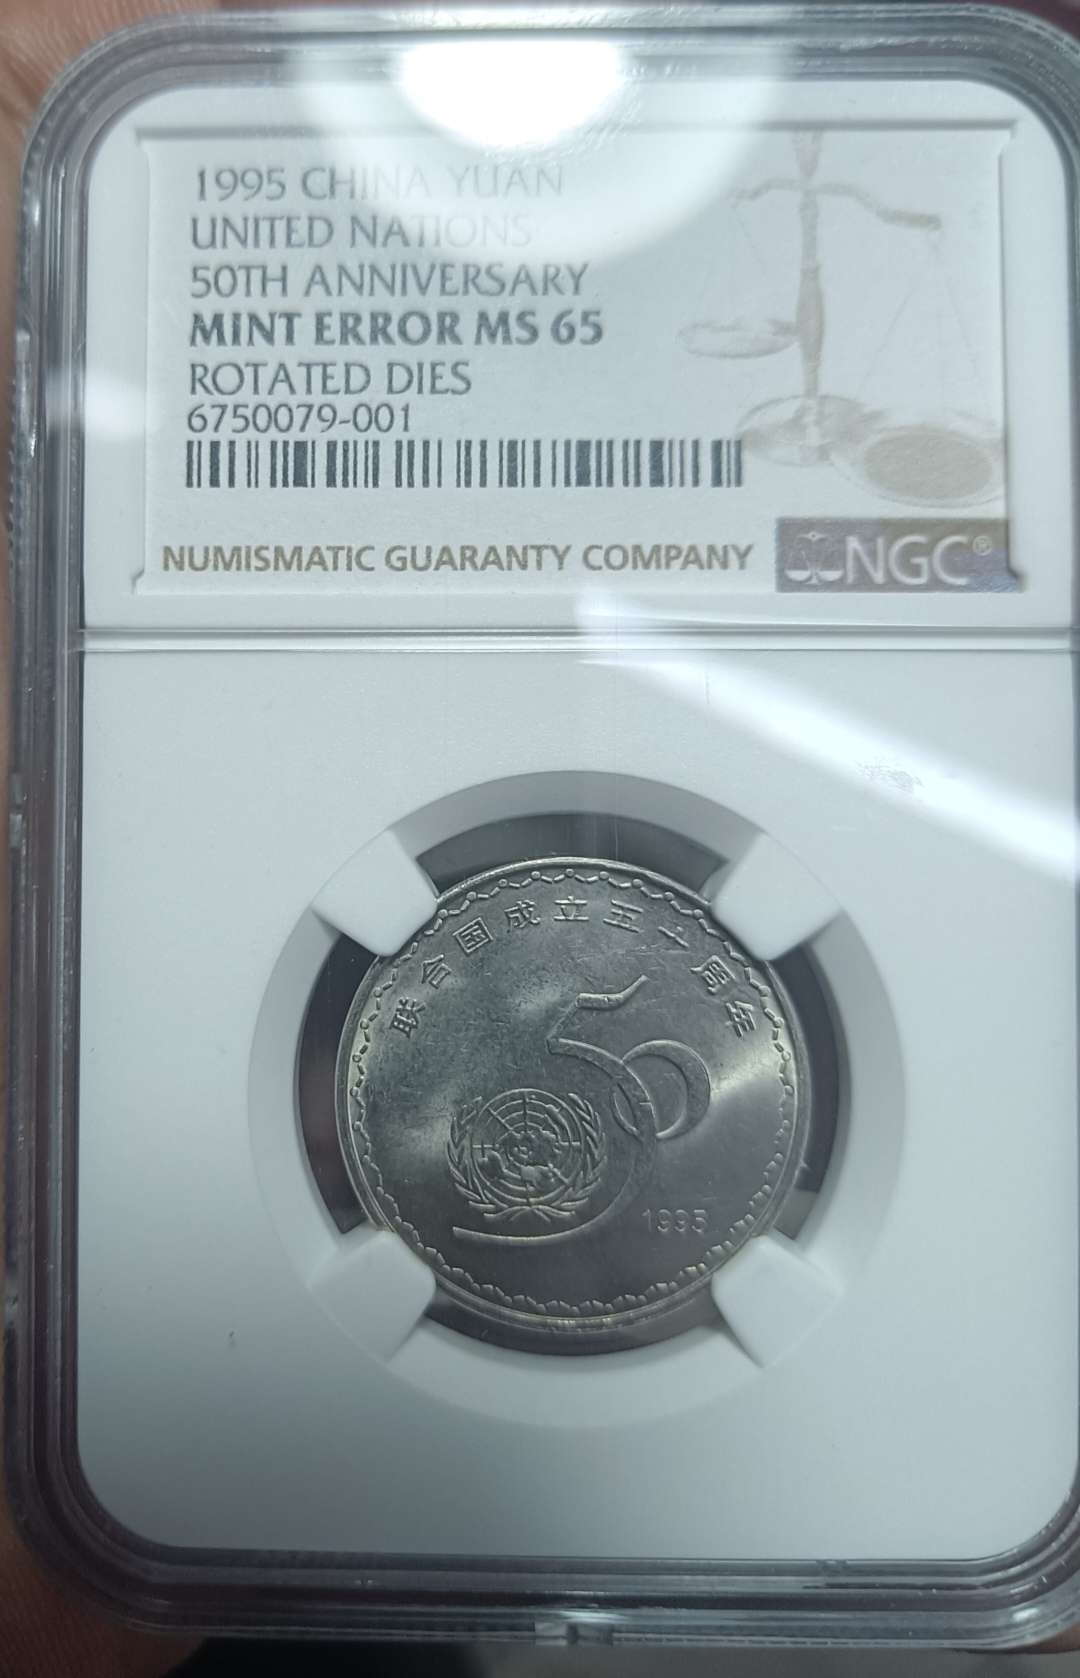 1995 CHINA YUAN
UNITED NATIONS
50TH ANNIVERSARY
MINT ERROR MS 65
ROTATED DIES
6750079-001
NUMISMATIC GUARANTY COMPANY
NGC®
联合国成立五十周年
50
1995